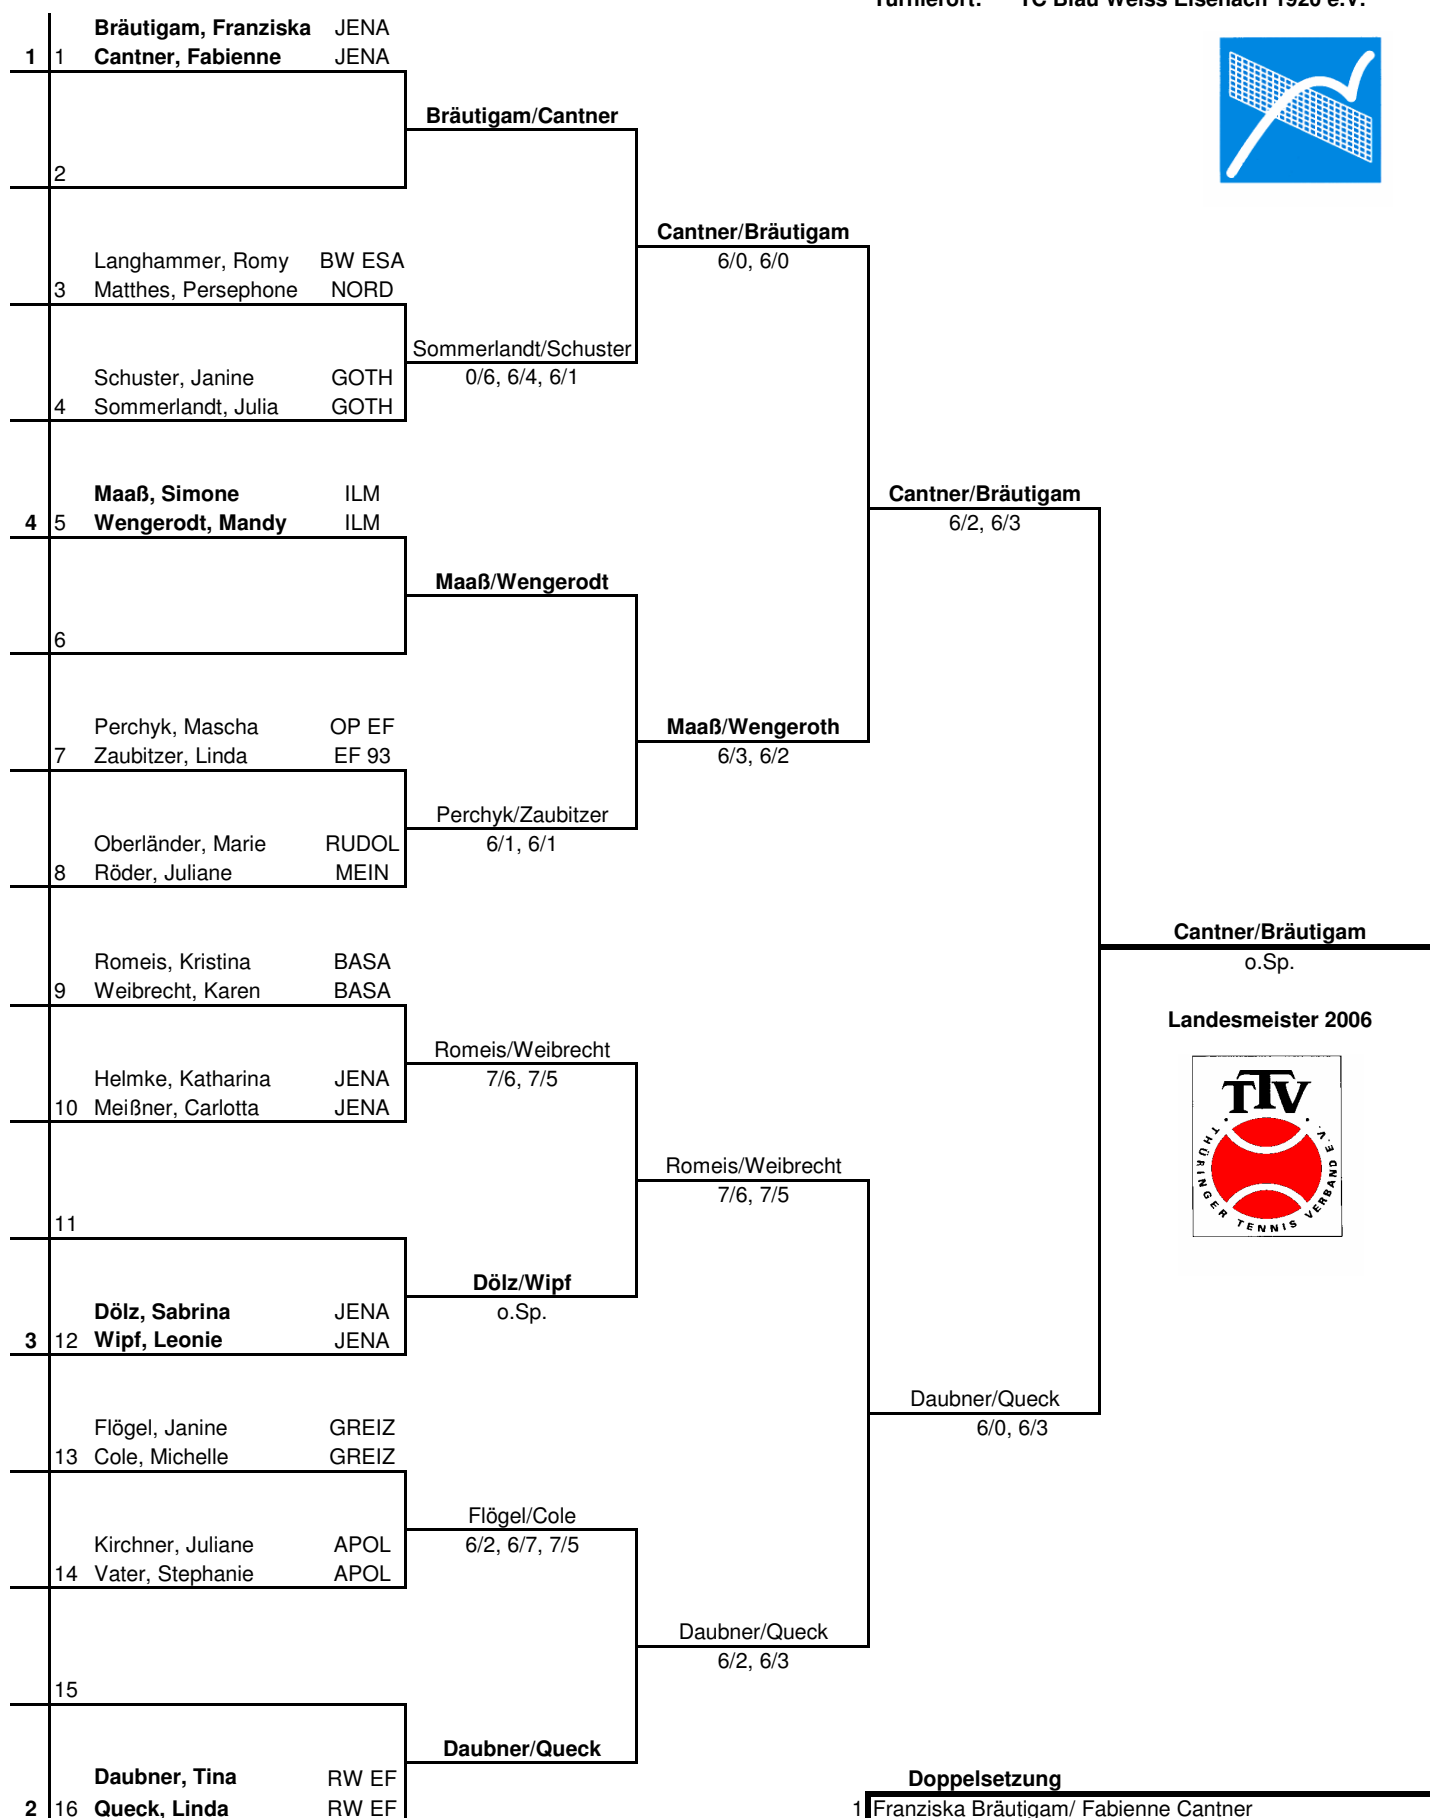 Turnierort: TC Blau Weiss Eisenach 1920 e.V.
Bräutigam, Franziska JENA
1 1 Cantner, Fabienne JENA
Bräutigam/Cantner
2
Cantner/Bräutigam
6/0, 6/0
Langhammer, Romy BW ESA
3 Matthes, Persephone NORD
Sommerlandt/Schuster
0/6, 6/4, 6/1
Schuster, Janine GOTH
4 Sommerlandt, Julia GOTH
Maaß, Simone ILM
4 5 Wengerodt, Mandy ILM
Cantner/Bräutigam
6/2, 6/3
Maaß/Wengerodt
6
Perchyk, Mascha OP EF
7 Zaubitzer, Linda EF 93
Maaß/Wengeroth
6/3, 6/2
Perchyk/Zaubitzer
6/1, 6/1
Oberländer, Marie RUDOL
8 Röder, Juliane MEIN
Cantner/Bräutigam
o.Sp.
Romeis, Kristina BASA
9 Weibrecht, Karen BASA
Landesmeister 2006
Romeis/Weibrecht
7/6, 7/5
Helmke, Katharina JENA
10 Meißner, Carlotta JENA
TTV
THÜRINGER TENNIS VERBAND E.V.
Romeis/Weibrecht
7/6, 7/5
11
Dölz/Wipf
o.Sp.
Dölz, Sabrina JENA
3 12 Wipf, Leonie JENA
Daubner/Queck
6/0, 6/3
Flögel, Janine GREIZ
13 Cole, Michelle GREIZ
Flögel/Cole
6/2, 6/7, 7/5
Kirchner, Juliane APOL
14 Vater, Stephanie APOL
Daubner/Queck
6/2, 6/3
15
Daubner/Queck
Daubner, Tina RW EF
2 16 Queck, Linda RW EF
Doppelsetzung
1 Franziska Bräutigam/ Fabienne Cantner